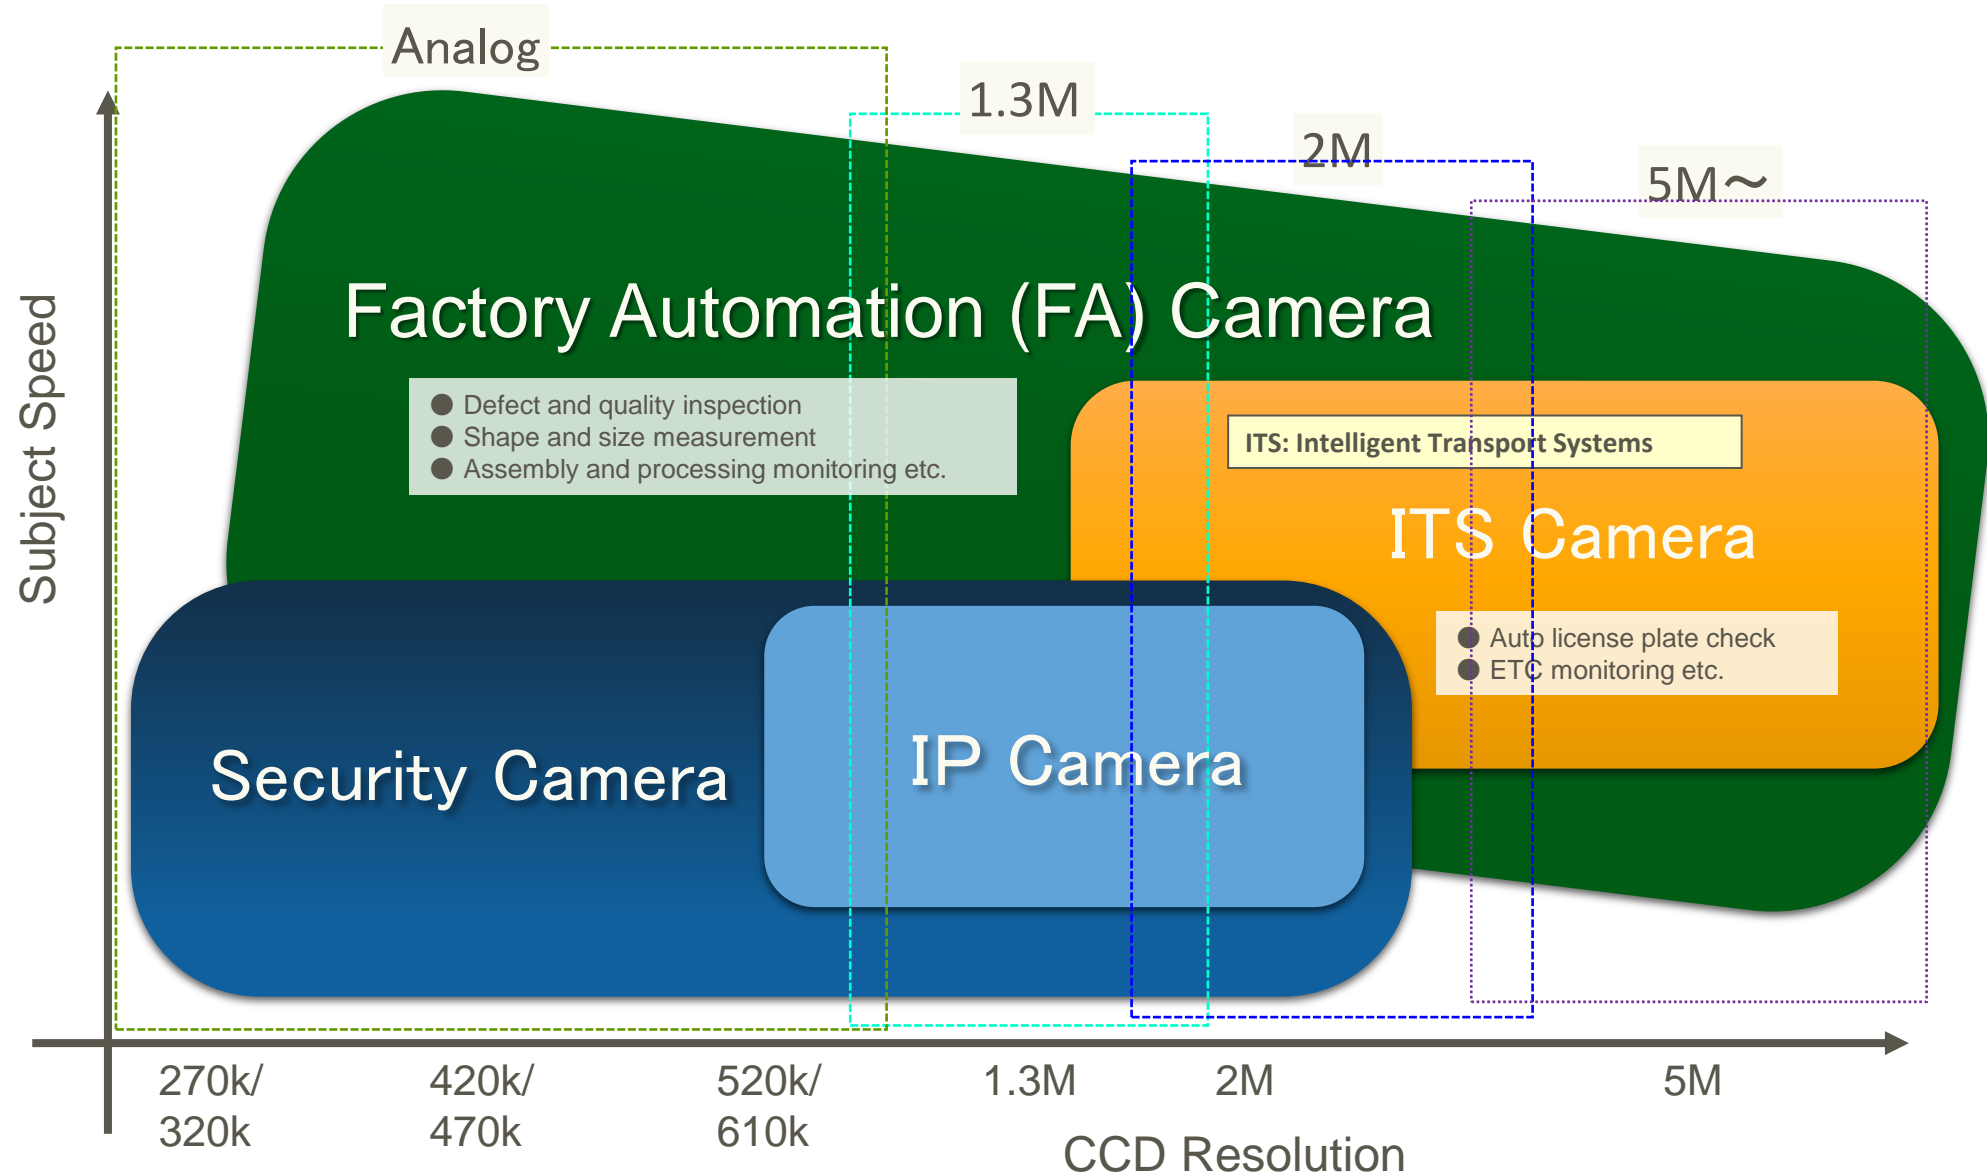 Analog
1.3M
2M
5M～
Subject Speed
Factory Automation (FA) Camera
● Defect and quality inspection
● Shape and size measurement
● Assembly and processing monitoring etc.
ITS: Intelligent Transport Systems
ITS Camera
● Auto license plate check
● ETC monitoring etc.
Security Camera
IP Camera
270k/
320k
420k/
470k
520k/
610k
1.3M
2M
5M
CCD Resolution